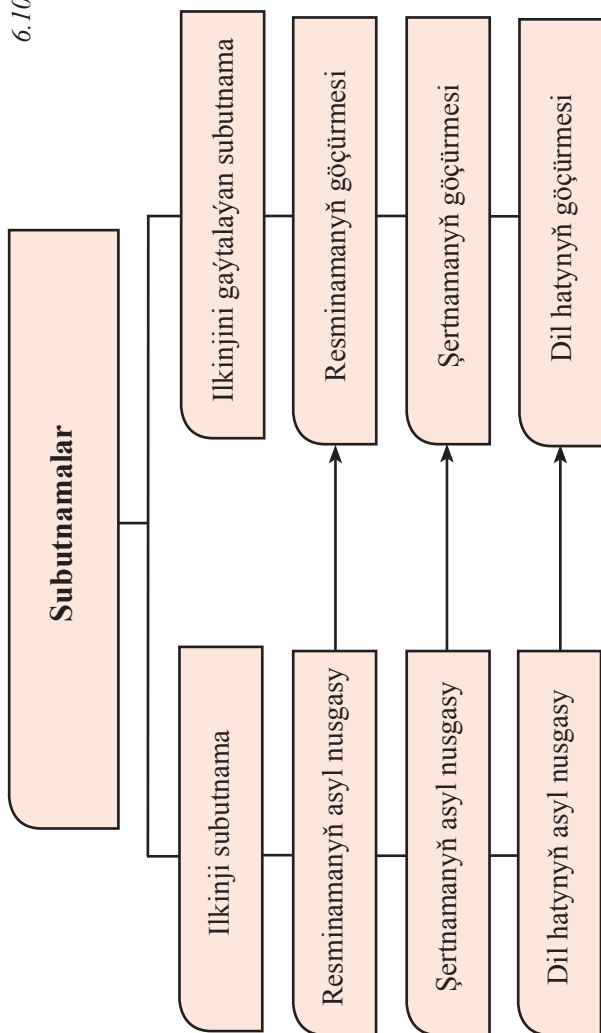 6.10
Subutnamalar
Ilkinji subutnama
Ilkinjini gaýtalaýan subutnama
Resminamanyň asyl nusgasy
Resminamanyň göçürmesi
Şertnamanyň asyl nusgasy
Şertnamanyň göçürmesi
Dil hatynyň asyl nusgasy
Dil hatynyň göçürmesi